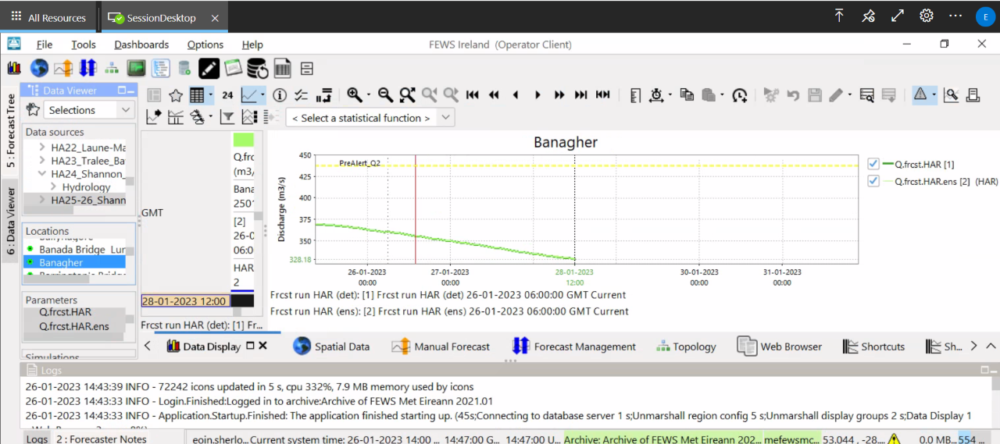 All Resources
SessionDesktop
E
File Tools Dashboards Options Help
FEWS Ireland (Operator Client)
5 : Forecast Tree
6 : Data Viewer
Data Viewer
Selections
Data sources
HA22_Laune-Ma
HA23_Tralee_Ba
HA24_Shannon_
Hydrology
HA25-26_Shann
Locations
Banada Bridge Lur
Banagher
Parameters
Q.frcst.HAR
Q.frcst.HAR.ens
Simulations
24
< Select a statistical function >
GMT
Q.frc
(m3/
Bana
250
[2]
26-0
06:0
HAR
2
28-01-2023 12:00
Frcst run HAR (det): [1] Fr...
Banagher
Discharge (m3/s)
450
425
400
375
350
328.18
PreAlert_Q2
26-01-2023 27-01-2023 28-01-2023 30-01-2023 31-01-2023
00:00 00:00 12:00 00:00 00:00
Q.frcst.HAR [1]
Q.frcst.HAR.ens [2] (HAR)
Frcst run HAR (det): [1] Frcst run HAR (det) 26-01-2023 06:00:00 GMT Current
Frcst run HAR (ens): [2] Frcst run HAR (ens) 26-01-2023 06:00:00 GMT Current
Data Display Spatial Data Manual Forecast Forecast Management Topology Web Browser Shortcuts Sh...
Logs
26-01-2023 14:43:39 INFO - 72242 icons updated in 5 s, cpu 332%, 7.9 MB memory used by icons
26-01-2023 14:43:33 INFO - Login.Finished:Logged in to archive:Archive of FEWS Met Eireann 2021.01
26-01-2023 14:43:33 INFO - Application.Startup.Finished: The application finished starting up. (45s;Connecting to database server 1 s;Unmarshall region config 5 s;Unmarshall display groups 2 s;Data Display 1
Logs 2 : Forecaster Notes
eoin.sherlo... Current system time: 26-01-2023 14:00 ... 14:47:00 G... 14:47:00 U... Archive: Archive of FEWS Met Eireann 202... mefewsmc... 53.044 , -28... 0.0 MB... 554 ...